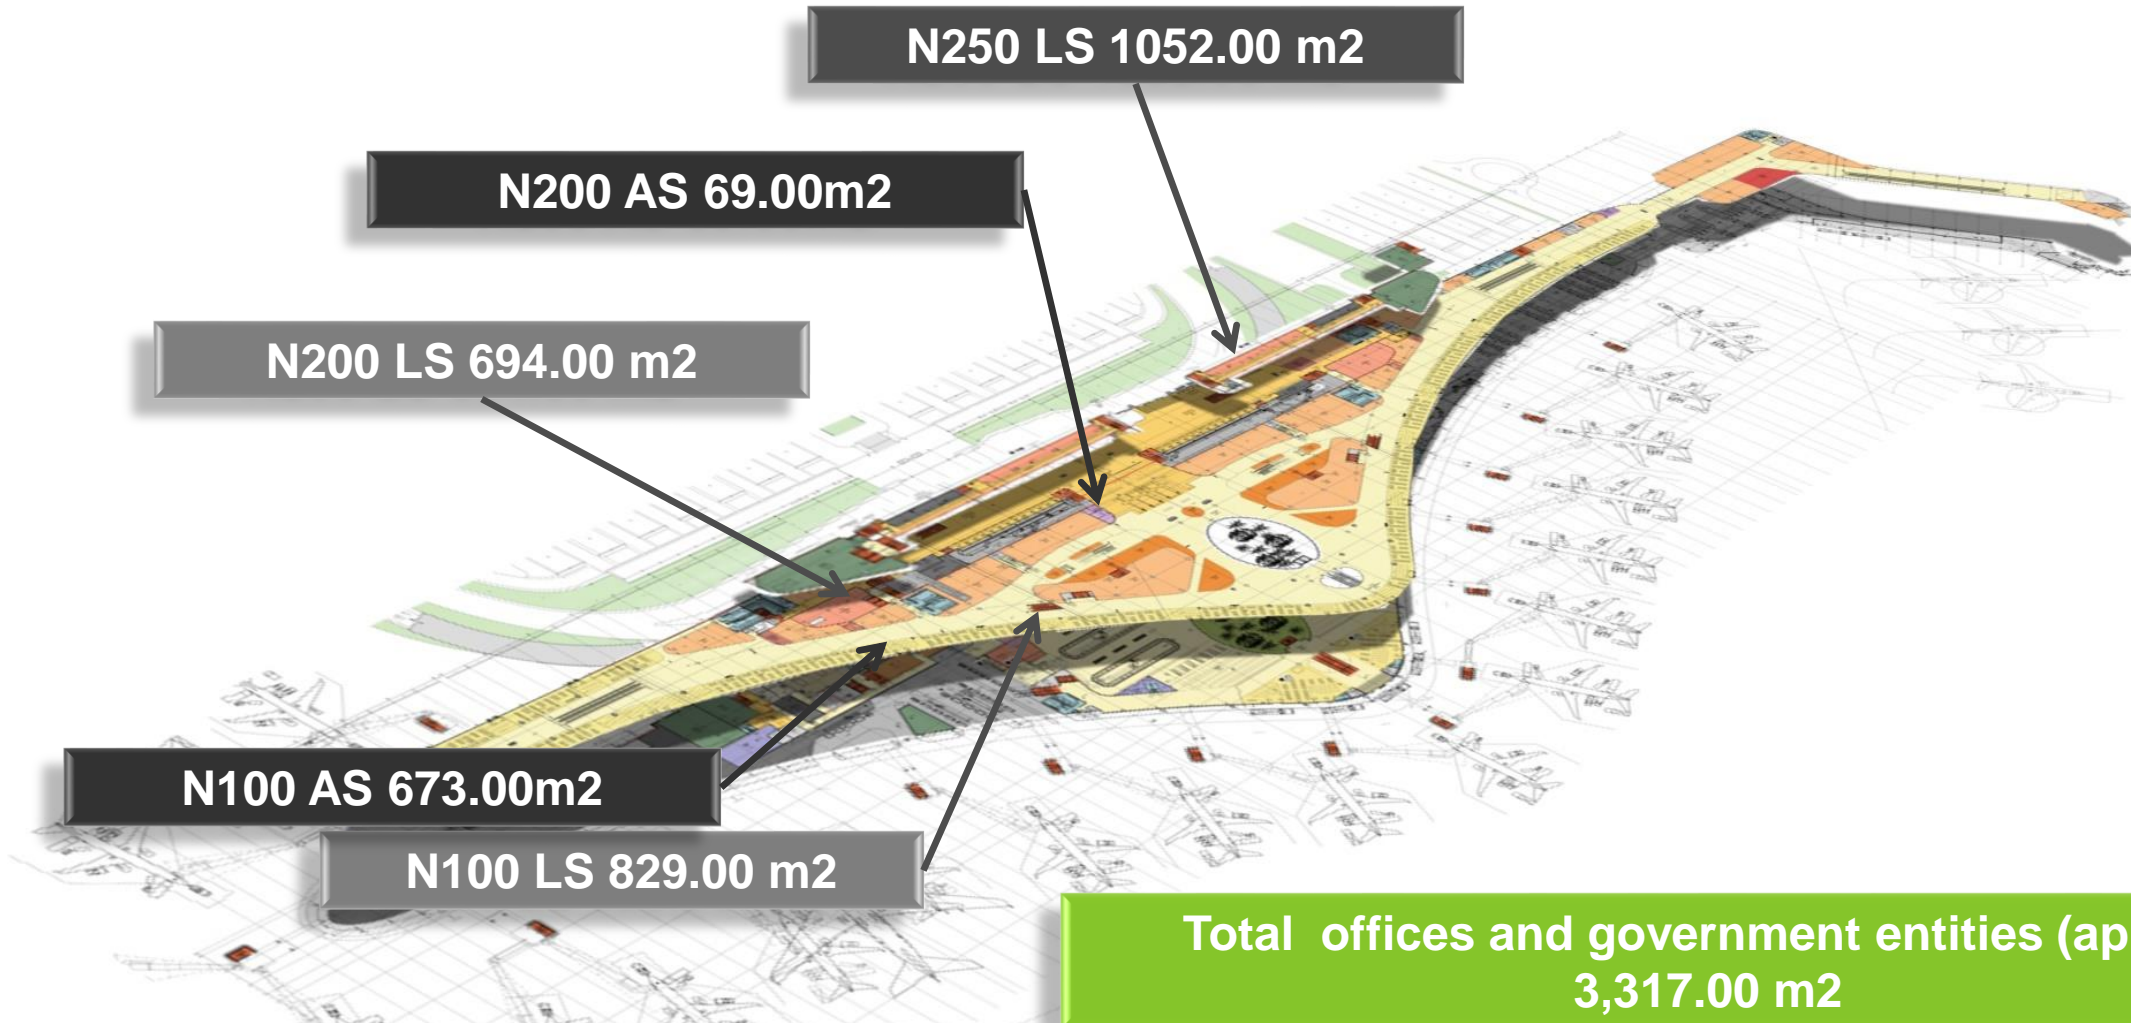 N250 LS 1052.00 m2
N200 AS 69.00m2
N200 LS 694.00 m2
N100 AS 673.00m2
N100 LS 829.00 m2
Total offices and government entities (ap
3,317.00 m2